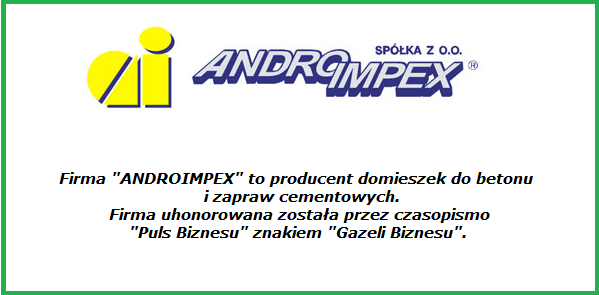 SPÓŁKA Z O.O.
ANDROIMPEX®
Firma "ANDROIMPEX" to producent domieszek do betonu
i zapraw cementowych.
Firma uhonorowana została przez czasopismo
"Puls Biznesu" znakiem "Gazeli Biznesu".